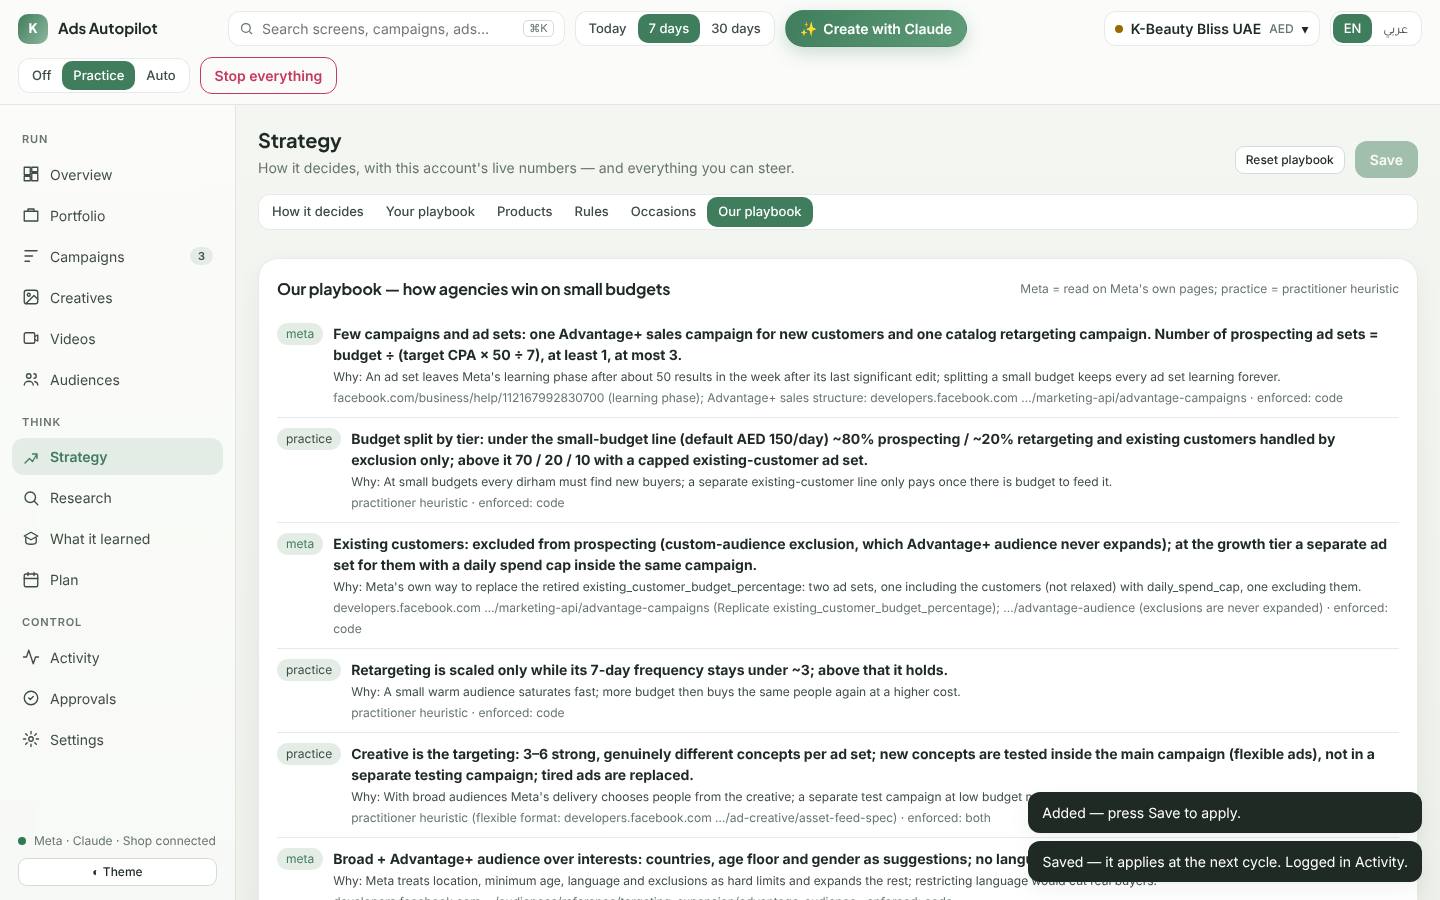 K Ads Autopilot
Search screens, campaigns, ads... ⌘K
Today 7 days 30 days
✨ Create with Claude
K-Beauty Bliss UAE AED ▾
EN عربي
Off Practice Auto
Stop everything
RUN
Overview
Portfolio
Campaigns 3
Creatives
Videos
Audiences
THINK
Strategy
Research
What it learned
Plan
CONTROL
Activity
Approvals
Settings
Meta · Claude · Shop connected
Theme
Strategy
How it decides, with this account's live numbers — and everything you can steer.
Reset playbook Save
How it decides Your playbook Products Rules Occasions Our playbook
Our playbook — how agencies win on small budgets
Meta = read on Meta's own pages; practice = practitioner heuristic
meta Few campaigns and ad sets: one Advantage+ sales campaign for new customers and one catalog retargeting campaign. Number of prospecting ad sets =
budget ÷ (target CPA × 50 ÷ 7), at least 1, at most 3.
Why: An ad set leaves Meta's learning phase after about 50 results in the week after its last significant edit; splitting a small budget keeps every ad set learning forever.
facebook.com/business/help/112167992830700 (learning phase); Advantage+ sales structure: developers.facebook.com …/marketing-api/advantage-campaigns · enforced: code
practice Budget split by tier: under the small-budget line (default AED 150/day) ~80% prospecting / ~20% retargeting and existing customers handled by
exclusion only; above it 70 / 20 / 10 with a capped existing-customer ad set.
Why: At small budgets every dirham must find new buyers; a separate existing-customer line only pays once there is budget to feed it.
practitioner heuristic · enforced: code
meta Existing customers: excluded from prospecting (custom-audience exclusion, which Advantage+ audience never expands); at the growth tier a separate ad
set for them with a daily spend cap inside the same campaign.
Why: Meta's own way to replace the retired existing_customer_budget_percentage: two ad sets, one including the customers (not relaxed) with daily_spend_cap, one excluding them.
developers.facebook.com …/marketing-api/advantage-campaigns (Replicate existing_customer_budget_percentage); …/advantage-audience (exclusions are never expanded) · enforced:
code
practice Retargeting is scaled only while its 7-day frequency stays under ~3; above that it holds.
Why: A small warm audience saturates fast; more budget then buys the same people again at a higher cost.
practitioner heuristic · enforced: code
practice Creative is the targeting: 3–6 strong, genuinely different concepts per ad set; new concepts are tested inside the main campaign (flexible ads), not in a
separate testing campaign; tired ads are replaced.
Why: With broad audiences Meta's delivery chooses people from the creative; a separate test campaign at low budget
practitioner heuristic (flexible format: developers.facebook.com …/ad-creative/asset-feed-spec) · enforced: both
meta Broad + Advantage+ audience over interests: countries, age floor and gender as suggestions; no
Why: Meta treats location, minimum age, language and exclusions as hard limits and expands the rest; restricting language
Added — press Save to apply.
Saved — it applies at the next cycle. Logged in Activity.